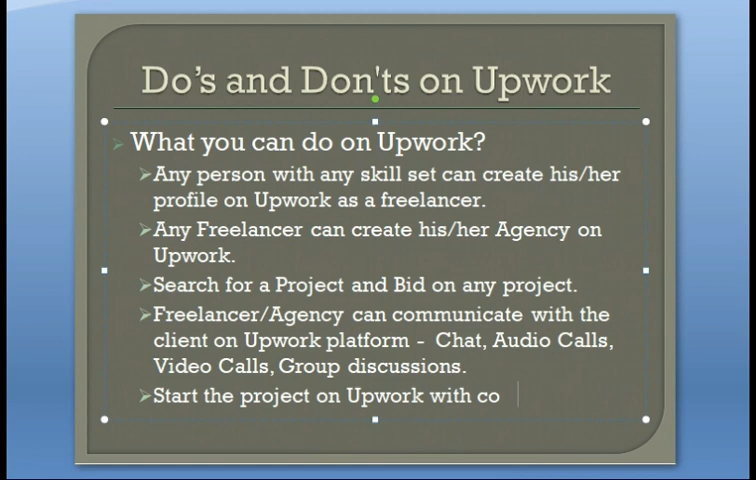 Do's and Don'ts on Upwork
What you can do on Upwork?
Any person with any skill set can create his/her
profile on Upwork as a freelancer.
Any Freelancer can create his/her Agency on
Upwork.
Search for a Project and Bid on any project.
Freelancer/Agency can communicate with the
client on Upwork platform - Chat, Audio Calls,
Video Calls, Group discussions.
Start the project on Upwork with co